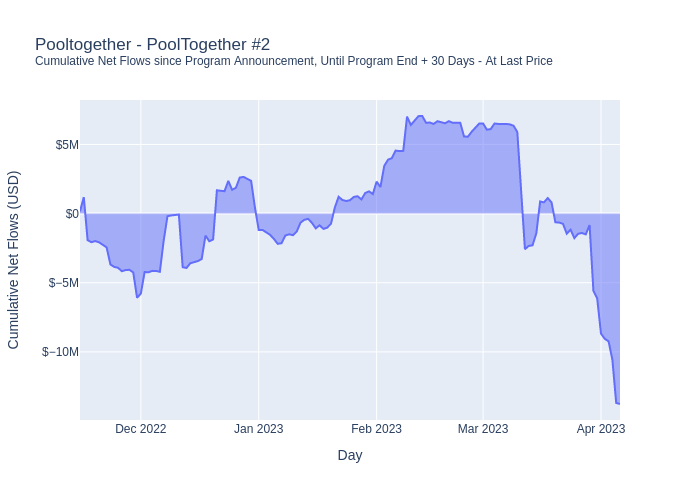 Pooltogether - PoolTogether #2
Cumulative Net Flows since Program Announcement, Until Program End + 30 Days - At Last Price
Cumulative Net Flows (USD)
$5M
$0
$−5M
$−10M
Dec 2022
Jan 2023
Feb 2023
Mar 2023
Apr 2023
Day